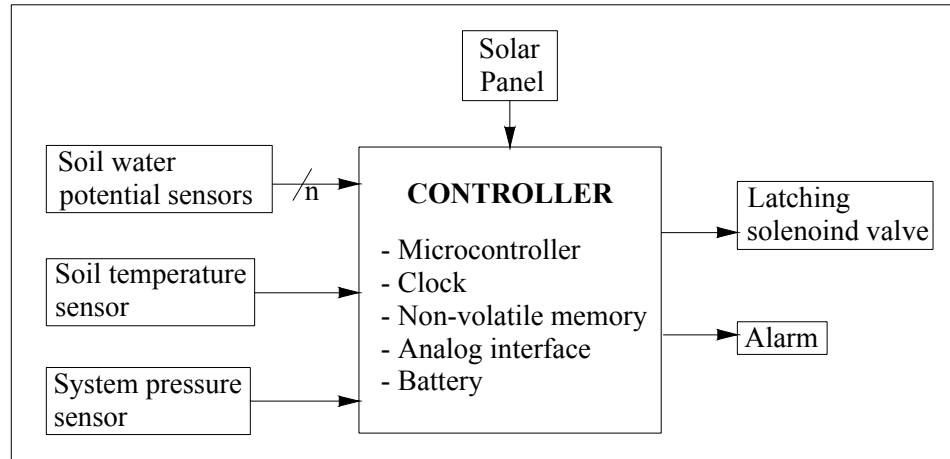 Solar
Panel
Soil water
potential sensors
n
Soil temperature
sensor
System pressure
sensor
CONTROLLER
- Microcontroller
- Clock
- Non-volatile memory
- Analog interface
- Battery
Latching
solenoind valve
Alarm